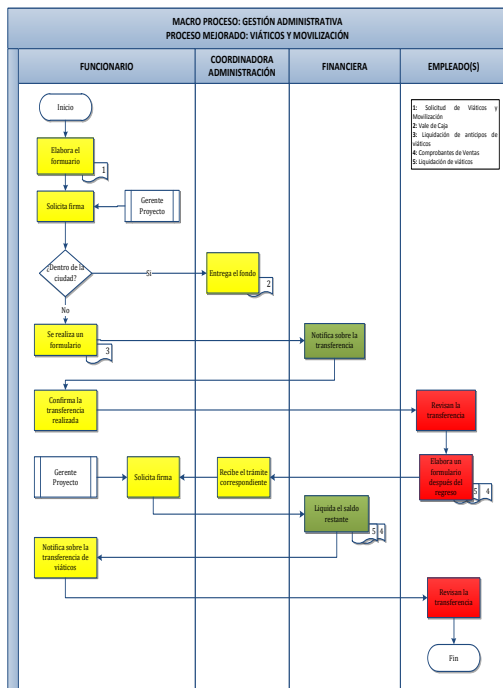 MACRO PROCESO: GESTIÓN ADMINISTRATIVA
PROCESO MEJORADO: VIÁTICOS Y MOVILIZACIÓN
FUNCIONARIO
COORDINADORA
ADMINISTRACIÓN
FINANCIERA
EMPLEADO(S)
Inicio
1: Solicitud de Viáticos y
Movilización
2: Vale de Caja
3: Liquidación de anticipos de
viáticos
4: Comprobantes de Ventas
5: Liquidación de viáticos
Elabora el
formuario
1
Solicita firma
Gerente
Proyecto
¿Dentro de la
ciudad?
Si
Entrega el fondo
2
No
Se realiza un
formulario
3
Notifica sobre la
transferencia
Confirma la
transferencia
realizada
Revisan la
transferencia
Gerente
Proyecto
Solicita firma
Recibe el trámite
correspondiente
Elabora un
formulario
después del
regreso
5 4
Liquida el saldo
restante
5 4
Notifica sobre la
transferencia de
viáticos
Revisan la
transferencia
Fin